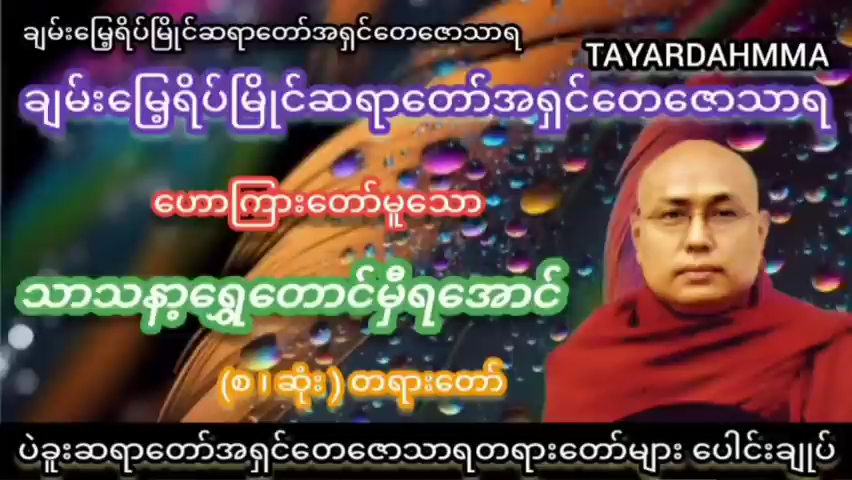 ချမ်းမြေ့ရိပ်မြိုင်ဆရာတော်အရှင်တေဇောသာရ
TAYARDAHMMA
ချမ်းမြေ့ရိပ်မြိုင်ဆရာတော်အရှင်တေဇောသာရ
ဟောကြားတော်မူသော
သာသနာ့ရွှေတောင်မှီရအောင်
(စ ၊ ဆုံး ) တရားတော်
ပဲခူးဆရာတော်အရှင်တေဇောသာရတရားတော်များ ပေါင်းချုပ်